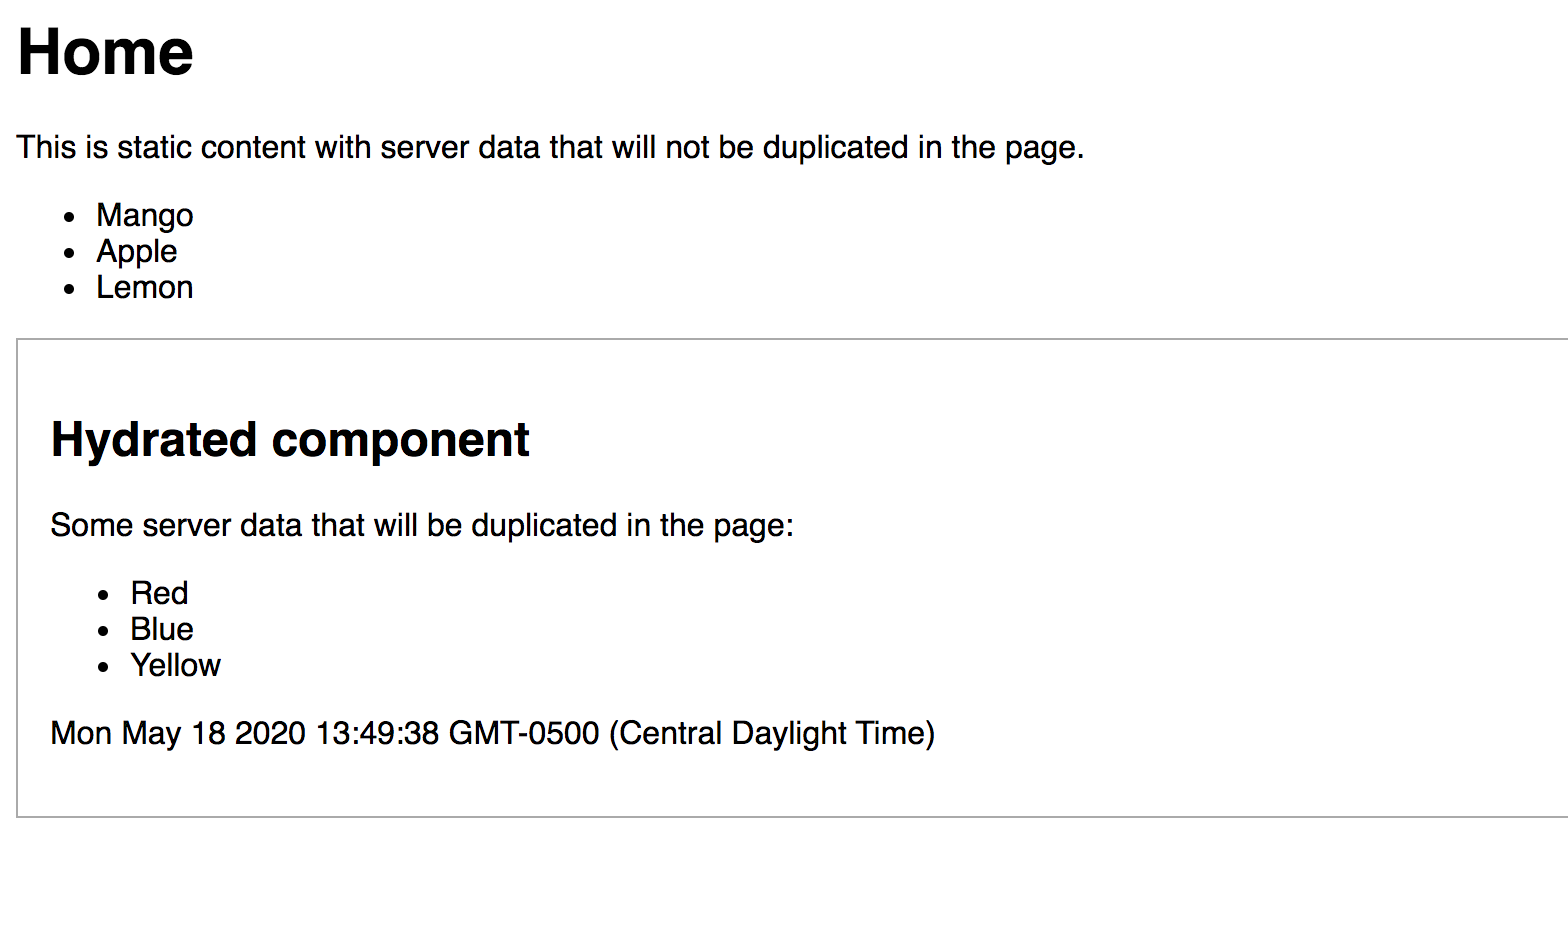 Home
This is static content with server data that will not be duplicated in the page.
Mango
Apple
Lemon
Hydrated component
Some server data that will be duplicated in the page:
Red
Blue
Yellow
Mon May 18 2020 13:49:38 GMT-0500 (Central Daylight Time)